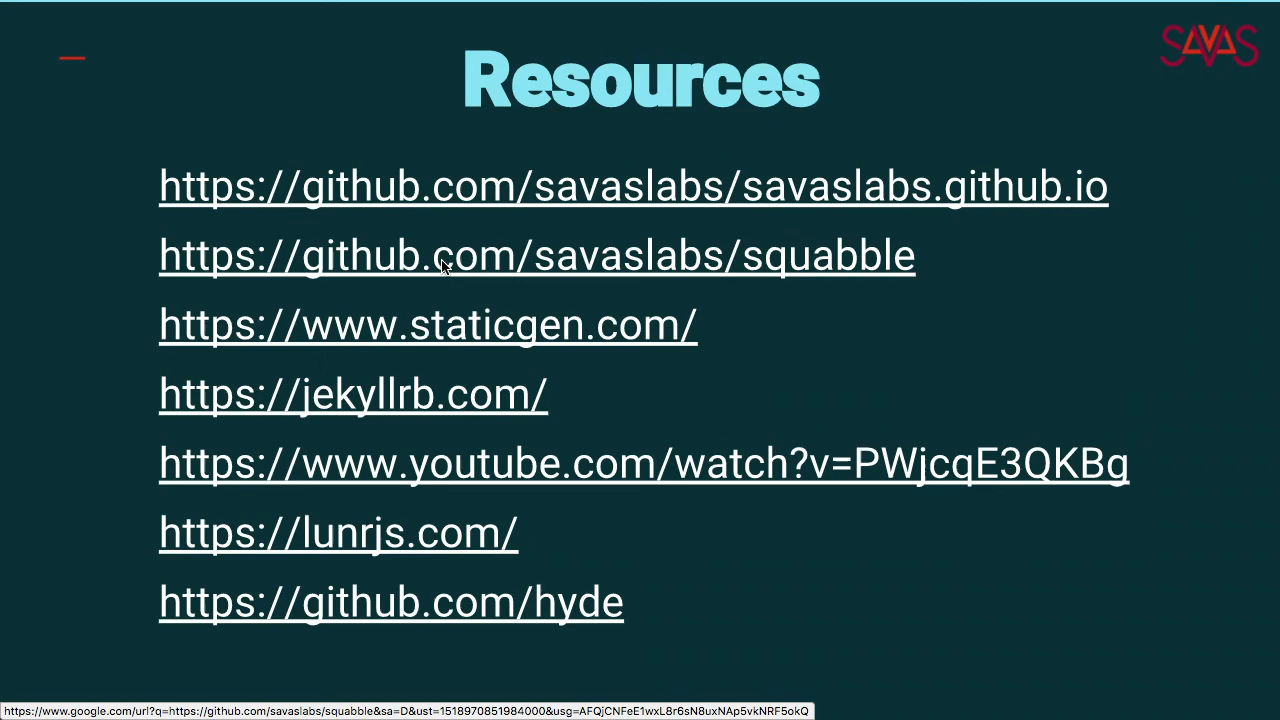 SAVAS
Resources
https://github.com/savaslabs/savaslabs.github.io
https://github.com/savaslabs/squabble
https://www.staticgen.com/
https://jekyllrb.com/
https://www.youtube.com/watch?v=PWjcqE3QKBg
https://lunrjs.com/
https://github.com/hyde
https://www.google.com/url?q=https://github.com/savaslabs/squabble&sa=D&ust=1518970851984000&usg=AFQjCNFeE1wxL8r6sN8uxNAp5vkNRF5okQ